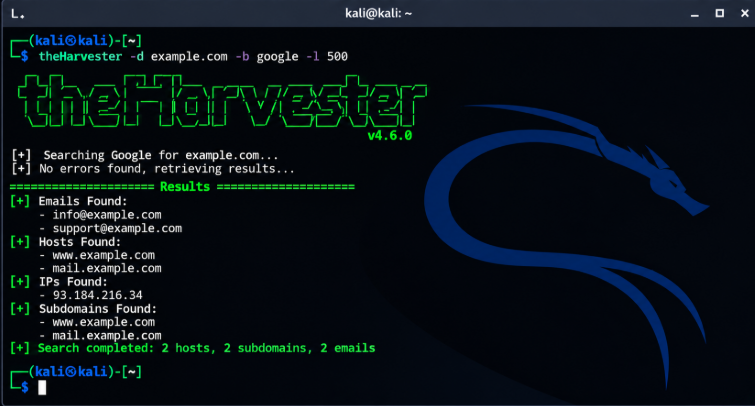 kali@kali: ~
┌──(kali㉿kali)-[~]
└─$ theHarvester -d example.com -b google -l 500
theHarvester
v4.6.0
[+] Searching Google for example.com...
[+] No errors found, retrieving results...
==================== Results ===================
[+] Emails Found:
- info@example.com
- support@example.com
[+] Hosts Found:
- www.example.com
- mail.example.com
[+] IPs Found:
- 93.184.216.34
[+] Subdomains Found:
- www.example.com
- mail.example.com
[+] Search completed: 2 hosts, 2 subdomains, 2 emails
┌──(kali㉿kali)-[~]
└─$